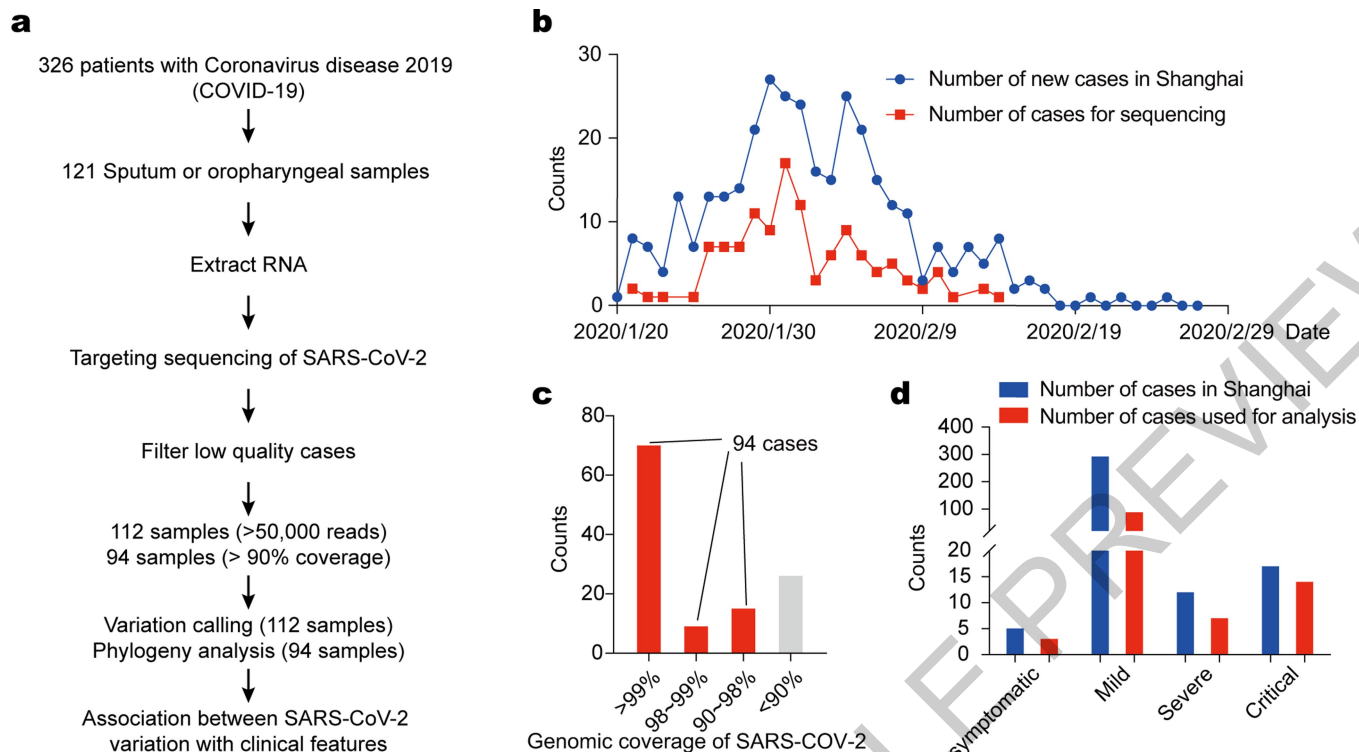 a
326 patients with Coronavirus disease 2019
(COVID-19)
121 Sputum or oropharyngeal samples
Extract RNA
Targeting sequencing of SARS-CoV-2
Filter low quality cases
112 samples (>50,000 reads)
94 samples (> 90% coverage)
Variation calling (112 samples)
Phylogeny analysis (94 samples)
Association between SARS-CoV-2
variation with clinical features
b
Number of new cases in Shanghai
Number of cases for sequencing
Counts
30
20
10
0
2020/1/20
2020/1/30
2020/2/9
2020/2/19
2020/2/29
Date
c
Counts
80
60
40
20
0
94 cases
>99%
98~99%
90~98%
<90%
Genomic coverage of SARS-COV-2
d
Number of cases in Shanghai
Number of cases used for analysis
Counts
400
300
200
100
20
15
10
5
0
symptomatic
Mild
Severe
Critical
LE PREVIEW